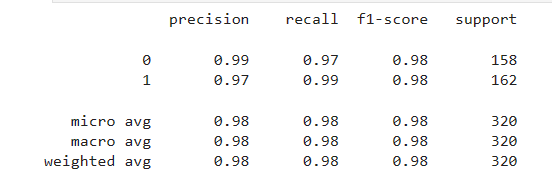 precision recall f1-score support
0 0.99 0.97 0.98 158
1 0.97 0.99 0.98 162
micro avg 0.98 0.98 0.98 320
macro avg 0.98 0.98 0.98 320
weighted avg 0.98 0.98 0.98 320